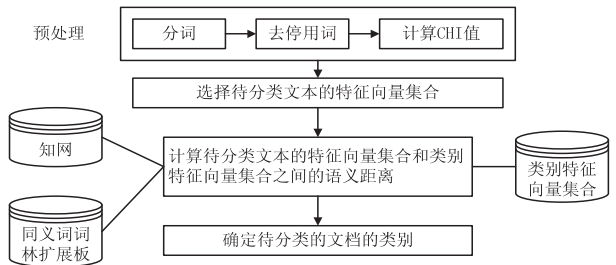 预处理
分词
去停用词
计算CHI值
选择待分类文本的特征向量集合
知网
计算待分类文本的特征向量集合和类别
特征向量集合之间的语义距离
类别特征
向量集合
同义词词
林扩展板
确定待分类的文档的类别